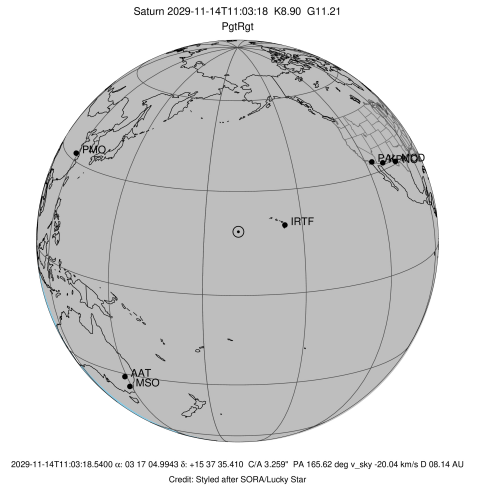 Saturn 2029-11-14T11:03:18 K8.90 G11.21
PgtRgt
PMO
MOD
IRTF
AAT
MSO
2029-11-14T11:03:18.5400 α: 03 17 04.9943 δ: +15 37 35.410 C/A 3.259" PA 165.62 deg v_sky -20.04 km/s D 08.14 AU
Credit: Styled after SORA/Lucky Star